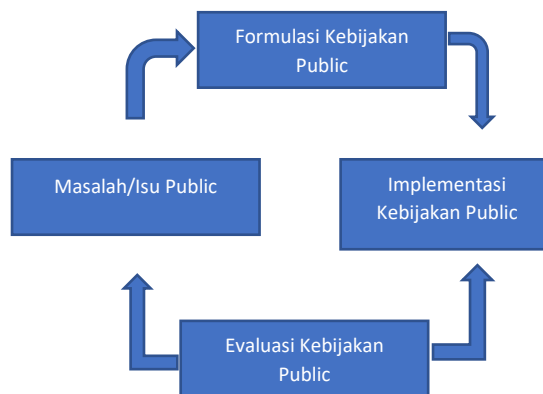 Formulasi Kebijakan
Public
Masalah/Isu Public
Implementasi
Kebijakan Public
Evaluasi Kebijakan
Public